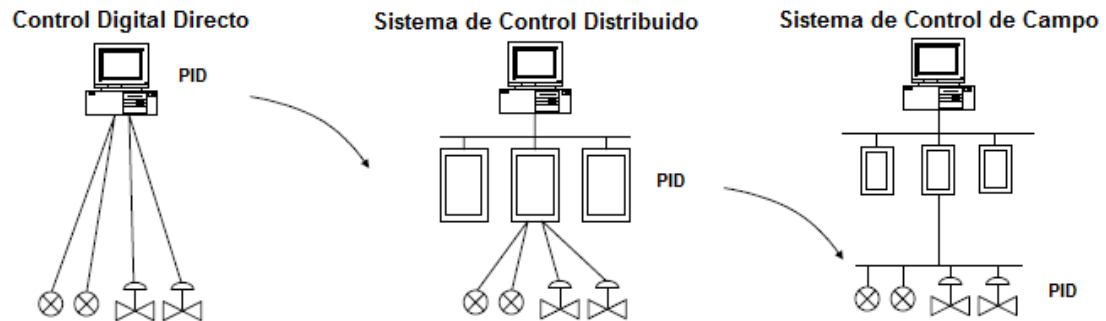 Control Digital Directo
PID
Sistema de Control Distribuido
PID
Sistema de Control de Campo
PID